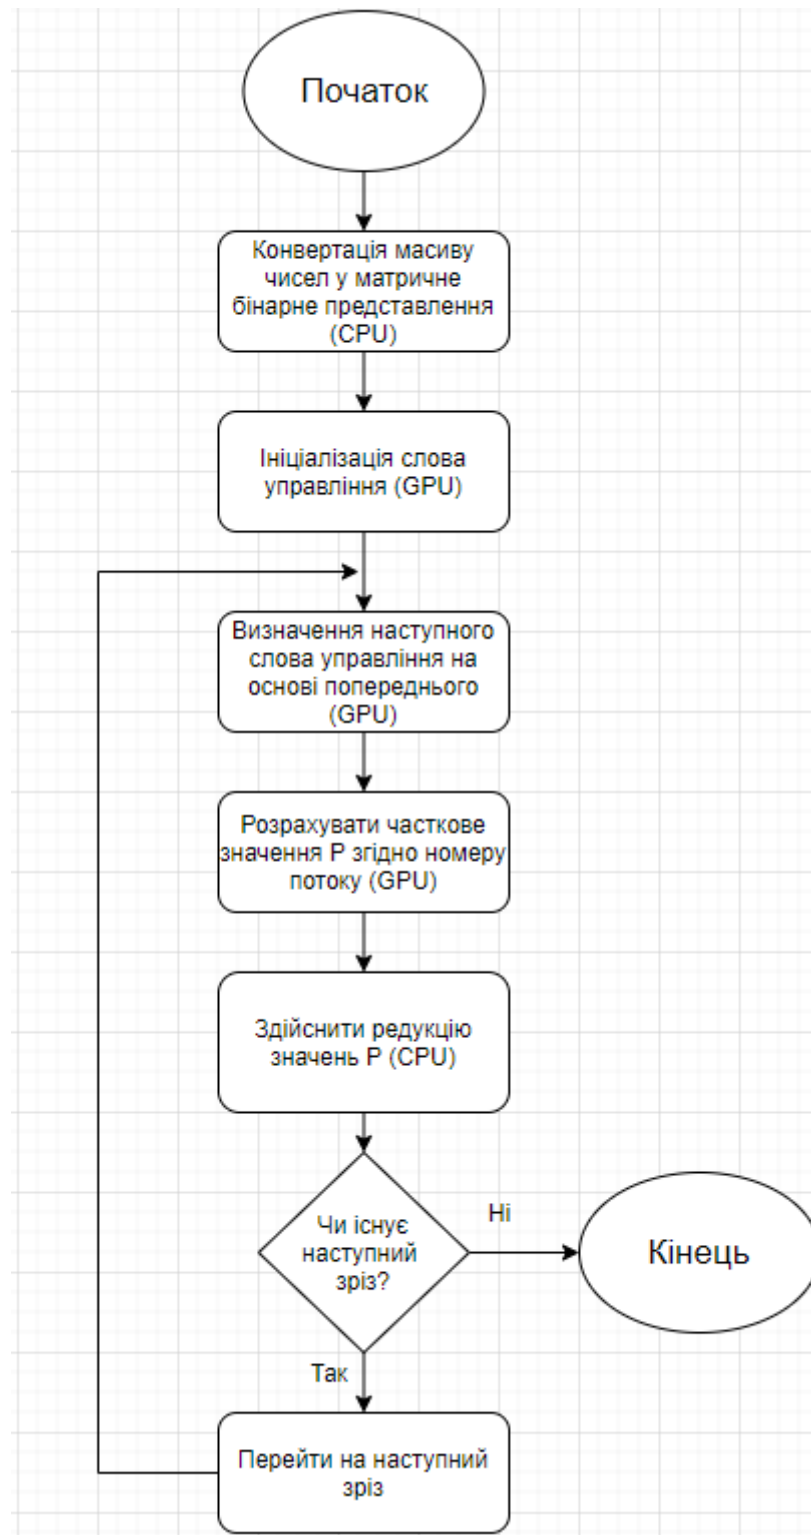 Початок
Конвертація масиву
чисел у матричне
бінарне представлення
(CPU)
Ініціалізація слова
управління (GPU)
Визначення наступного
слова управління на
основі попереднього
(GPU)
Розрахувати часткове
значення P згідно номеру
потоку (GPU)
Здійснити редукцію
значень P (CPU)
Чи існує
наступний
зріз?
Ні
Кінець
Так
Перейти на наступний
зріз